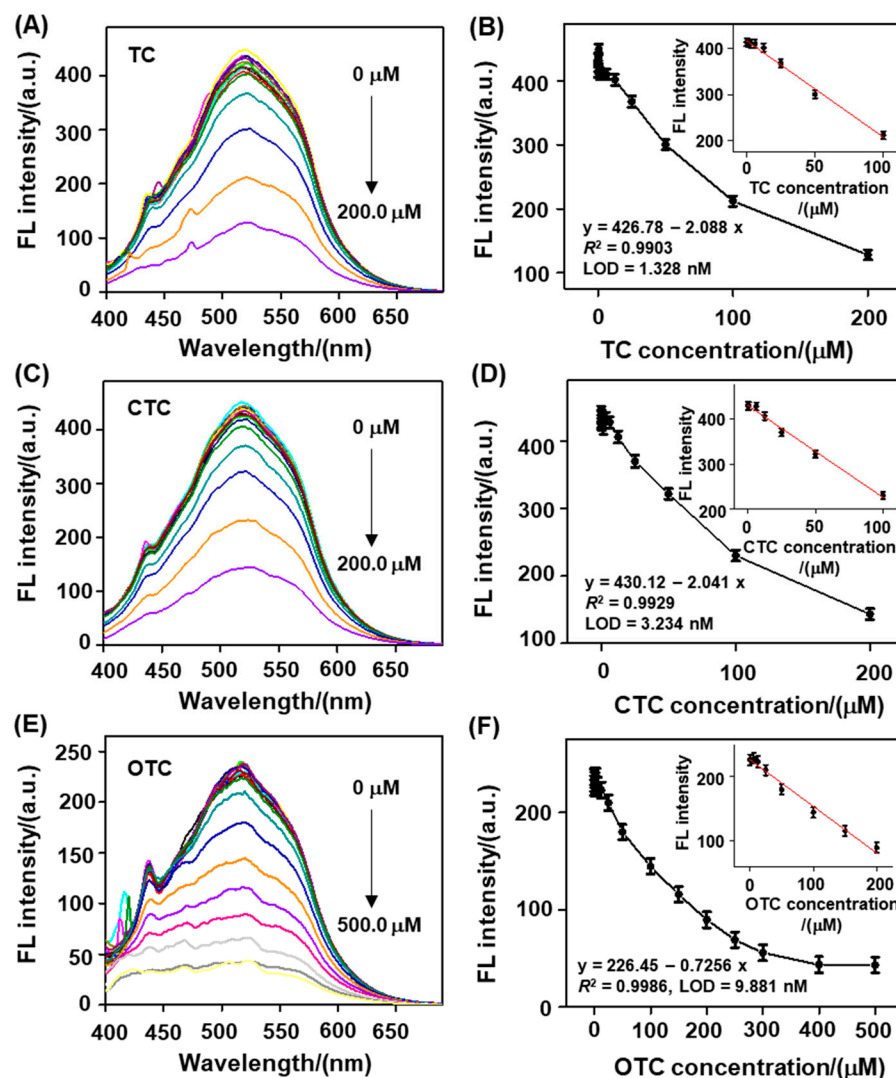 (A)
TC
0 μM
200.0 μM
FL intensity/(a.u.)
400
300
200
100
0
400 450 500 550 600 650
Wavelength/(nm)
(B)
FL intensity/(a.u.)
400
300
200
100
0 100 200
TC concentration/(μM)
y = 426.78 – 2.088 x
R² = 0.9903
LOD = 1.328 nM
FL intensity
400
300
200
0 50 100
TC concentration
/(μM)
(C)
CTC
0 μM
200.0 μM
FL intensity/(a.u.)
400
300
200
100
0
400 450 500 550 600 650
Wavelength/(nm)
(D)
FL intensity/(a.u.)
400
300
200
100
0 100 200
CTC concentration/(μM)
y = 430.12 – 2.041 x
R² = 0.9929
LOD = 3.234 nM
FL intensity
400
300
200
0 50 100
CTC concentration
/(μM)
(E)
OTC
0 μM
500.0 μM
FL intensity/(a.u.)
250
200
150
100
50
0
400 450 500 550 600 650
Wavelength/(nm)
(F)
FL intensity/(a.u.)
200
100
0
0 100 200 300 400 500
OTC concentration/(μM)
y = 226.45 – 0.7256 x
R² = 0.9986, LOD = 9.881 nM
FL intensity
200
100
0 100 200
OTC concentration
/(μM)